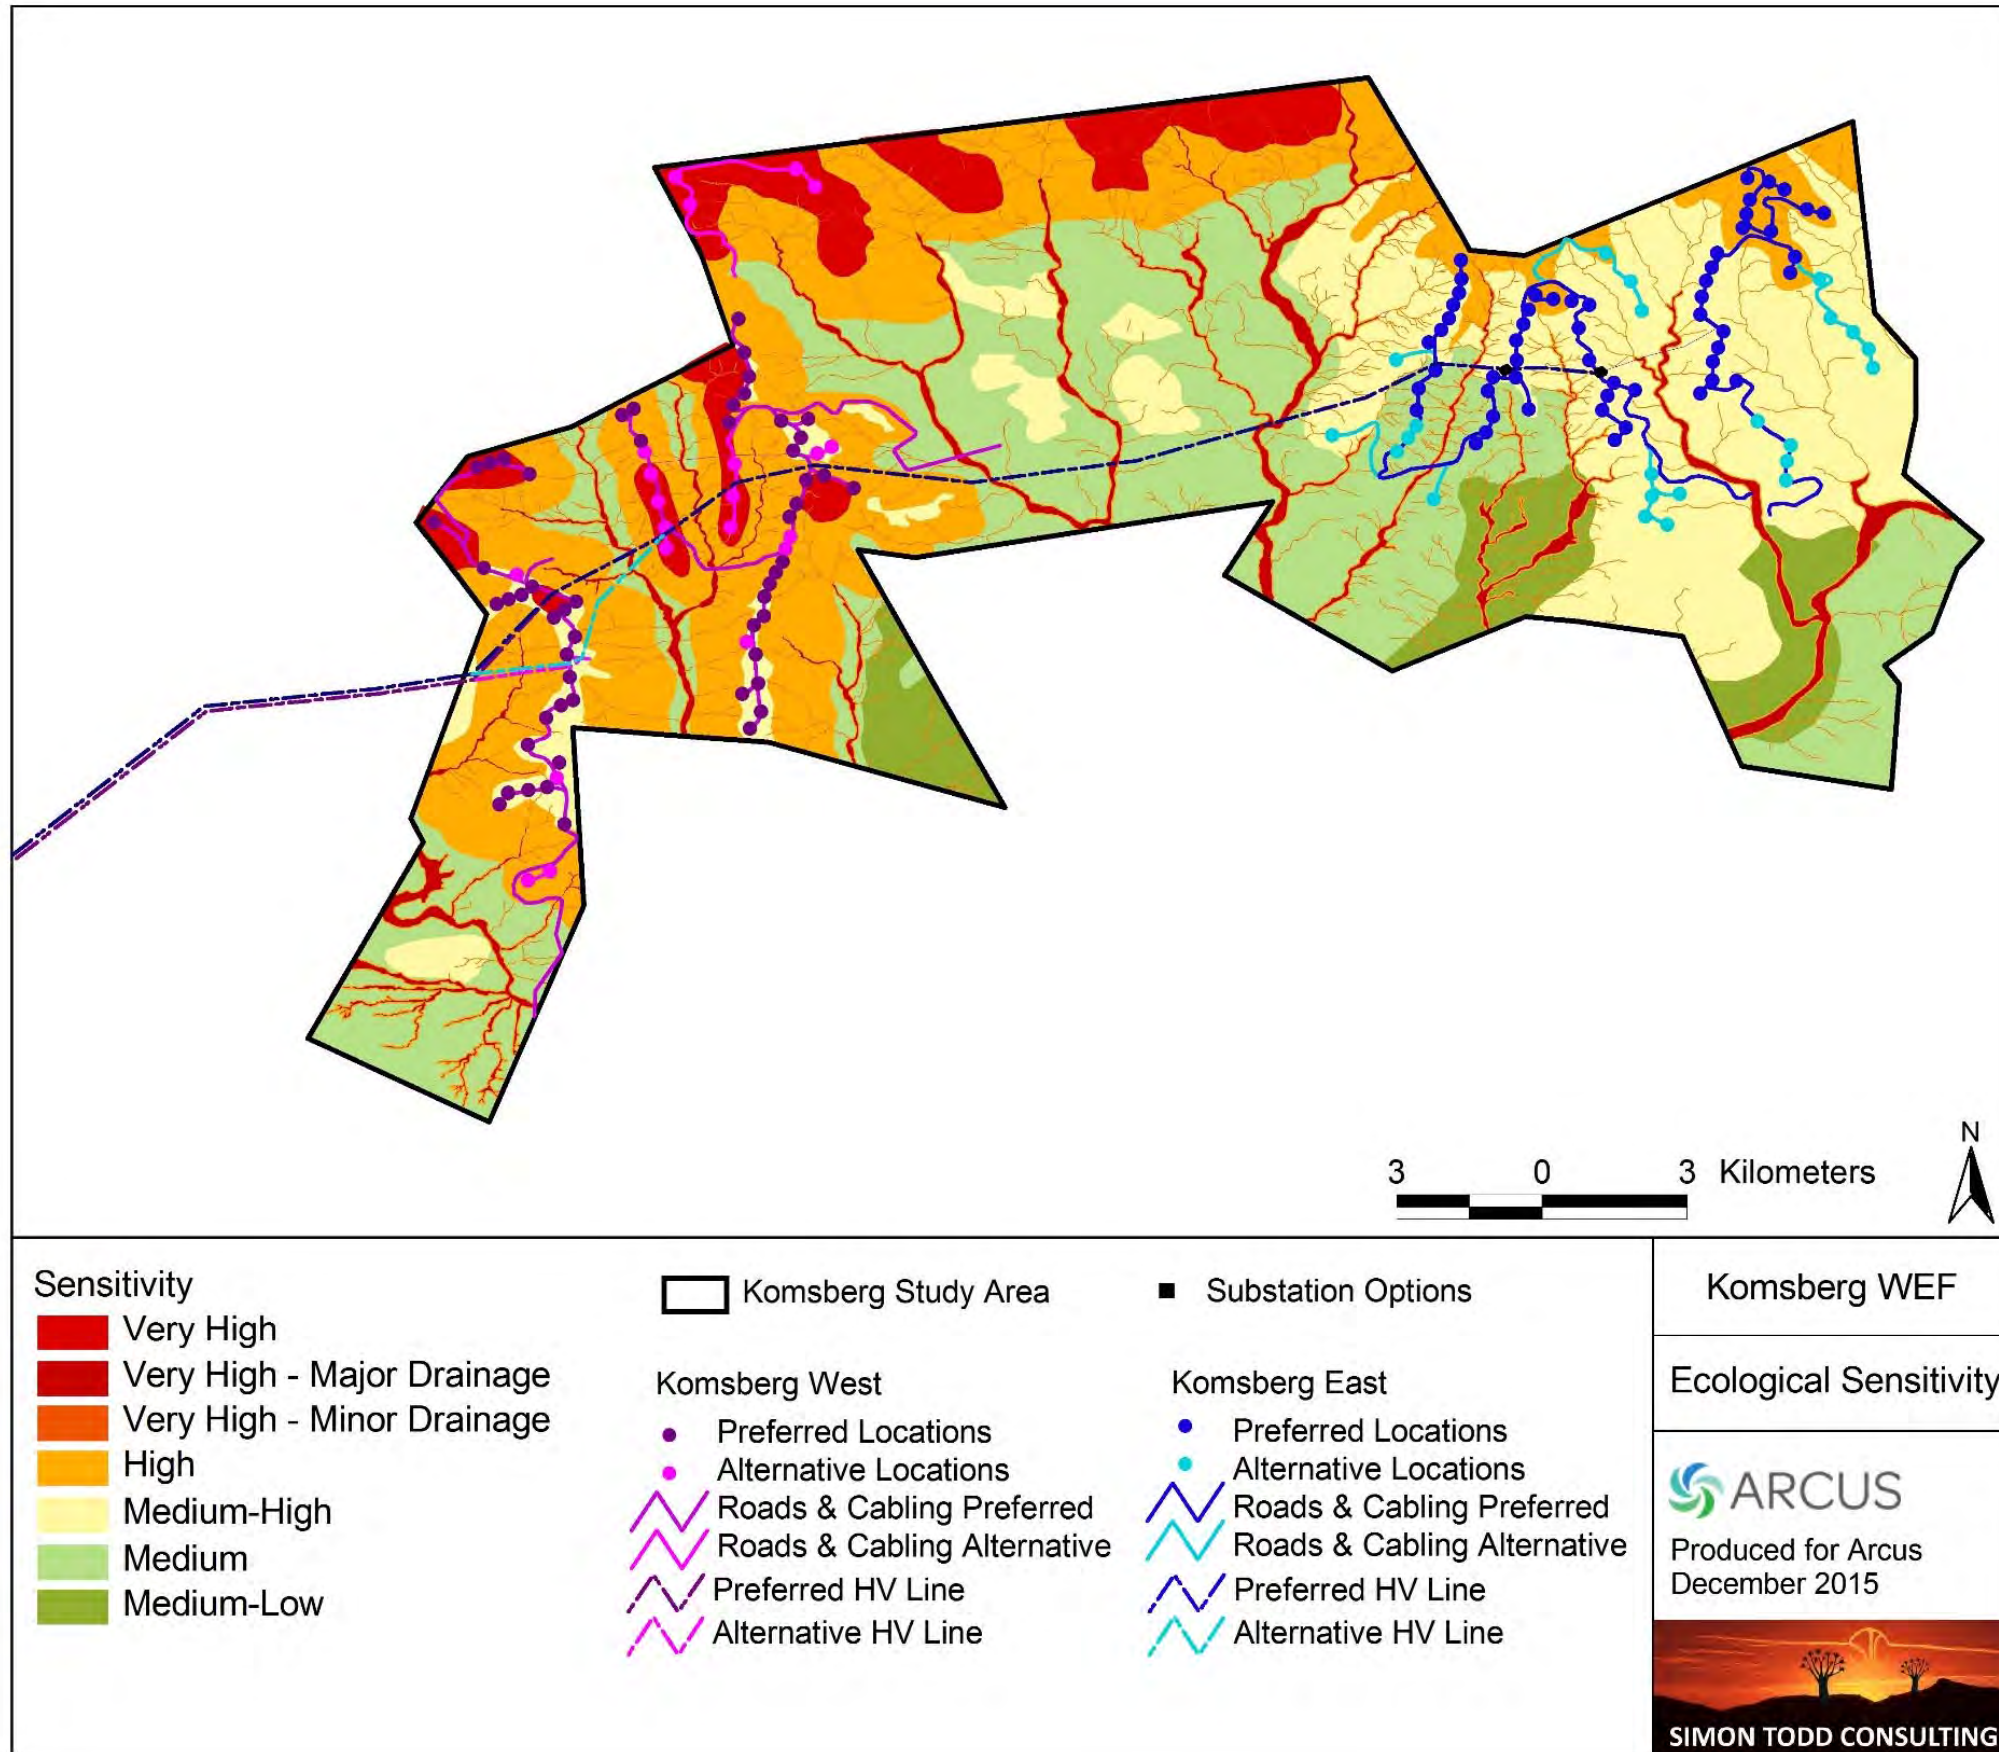 N
3 0 3 Kilometers
Sensitivity
Very High
Very High - Major Drainage
Very High - Minor Drainage
High
Medium-High
Medium
Medium-Low
Komsberg Study Area
Substation Options
Komsberg West
Preferred Locations
Alternative Locations
Roads & Cabling Preferred
Roads & Cabling Alternative
Preferred HV Line
Alternative HV Line
Komsberg East
Preferred Locations
Alternative Locations
Roads & Cabling Preferred
Roads & Cabling Alternative
Preferred HV Line
Alternative HV Line
Komsberg WEF
Ecological Sensitivity
ARCUS
Produced for Arcus
December 2015
SIMON TODD CONSULTING